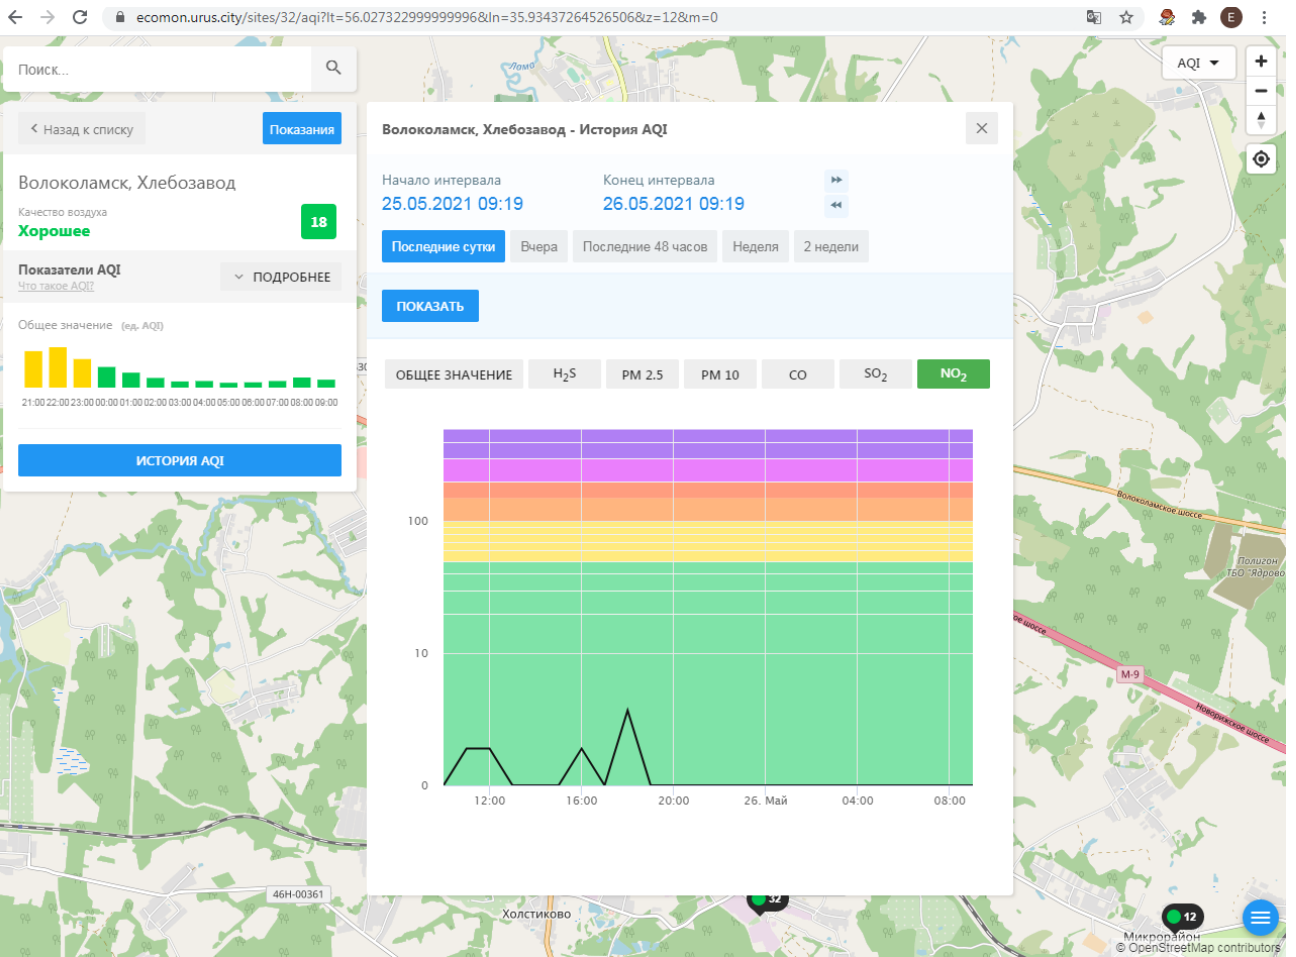 ecomon.urus.city/sites/32/aqi?lt=56.027322999999996&ln=35.93437264526506&z=12&m=0
E
Поиск...
AQI
Назад к списку
Показания
Волоколамск, Хлебозавод
Качество воздуха
Хорошее
18
Показатели AQI
Что такое AQI?
ПОДРОБНЕЕ
Общее значение (ед. AQI)
21:00 22:00 23:00 00:00 01:00 02:00 03:00 04:00 05:00 06:00 07:00 08:00 09:00
ИСТОРИЯ AQI
Волоколамск, Хлебозавод - История AQI
Начало интервала
Конец интервала
25.05.2021 09:19
26.05.2021 09:19
Последние сутки
Вчера
Последние 48 часов
Неделя
2 недели
ПОКАЗАТЬ
ОБЩЕЕ ЗНАЧЕНИЕ
H2S
PM 2.5
PM 10
CO
SO2
NO2
100
10
0
12:00
16:00
20:00
26. Май
04:00
08:00
Лама
Волоколамское шоссе
Полигон
ТБО "Ядрово
ое шоссе
М-9
Новорижское шоссе
46Н-00361
Холстиково
32
12
Микрорайон
© OpenStreetMap contributors